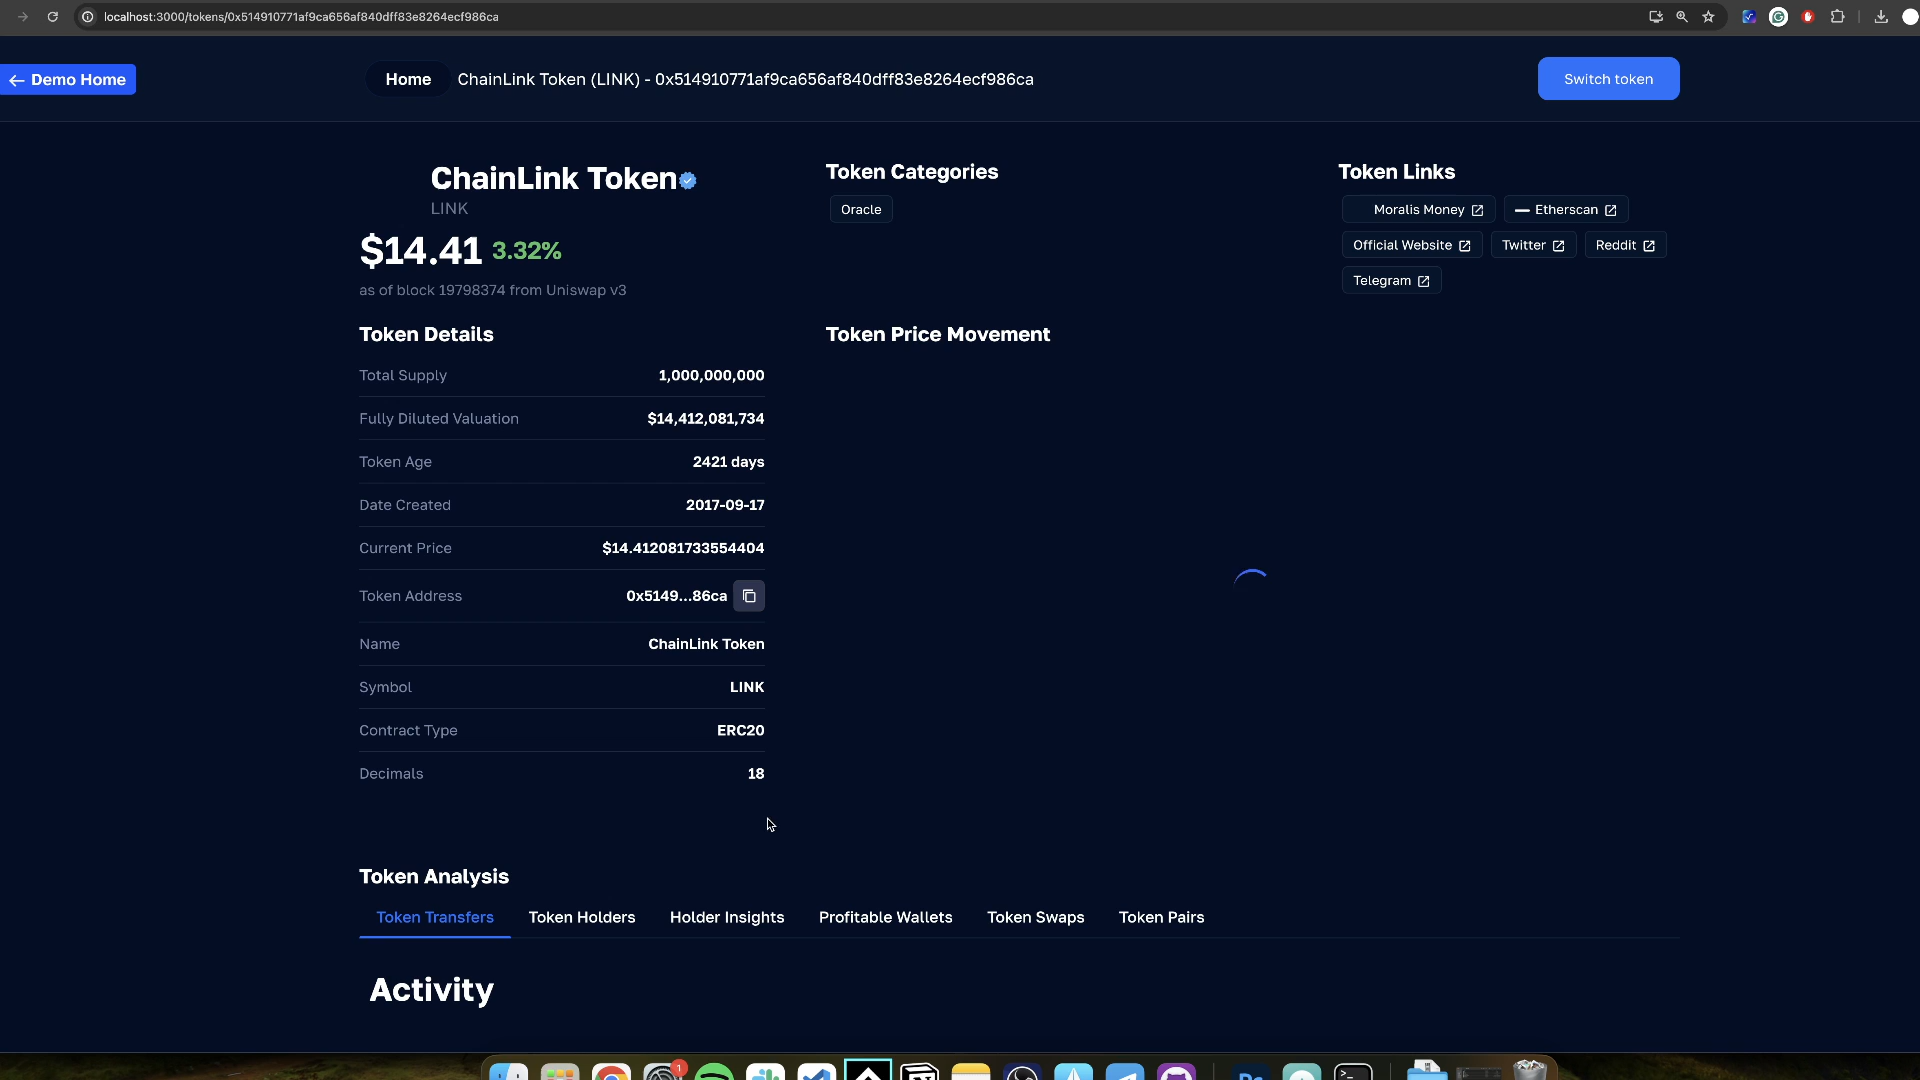 localhost:3000/tokens/0x514910771af9ca656af840dff83e8264ecf986ca
← Demo Home
Home ChainLink Token (LINK) - 0x514910771af9ca656af840dff83e8264ecf986ca
Switch token
ChainLink Token
LINK
$14.41 3.32%
as of block 19798374 from Uniswap v3
Token Categories
Oracle
Token Links
Moralis Money Etherscan
Official Website Twitter Reddit
Telegram
Token Details
Total Supply 1,000,000,000
Fully Diluted Valuation $14,412,081,734
Token Age 2421 days
Date Created 2017-09-17
Current Price $14.412081733554404
Token Address 0x5149...86ca
Name ChainLink Token
Symbol LINK
Contract Type ERC20
Decimals 18
Token Price Movement
Token Analysis
Token Transfers Token Holders Holder Insights Profitable Wallets Token Swaps Token Pairs
Activity
1